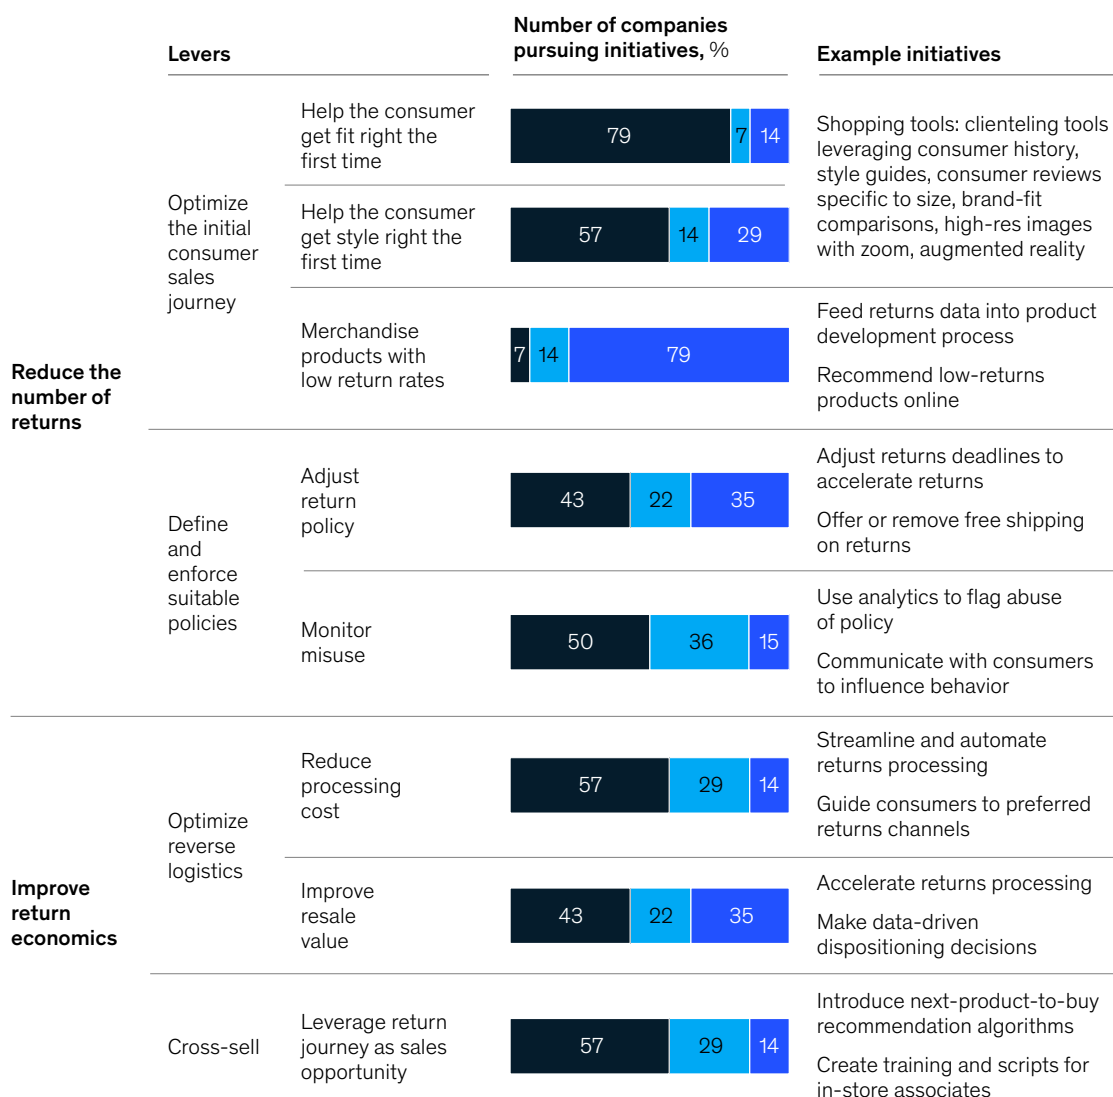 Levers
Number of companies
pursuing initiatives, %
Example initiatives
Reduce the
number of
returns
Optimize
the initial
consumer
sales
journey
Help the consumer
get fit right the
first time
79 7 14
Shopping tools: clienteling tools
leveraging consumer history,
style guides, consumer reviews
specific to size, brand-fit
comparisons, high-res images
with zoom, augmented reality
Help the consumer
get style right the
first time
57 14 29
Merchandise
products with
low return rates
7 14 79
Feed returns data into product
development process
Recommend low-returns
products online
Define
and
enforce
suitable
policies
Adjust
return
policy
43 22 35
Adjust returns deadlines to
accelerate returns
Offer or remove free shipping
on returns
Monitor
misuse
50 36 15
Use analytics to flag abuse
of policy
Communicate with consumers
to influence behavior
Improve
return
economics
Optimize
reverse
logistics
Reduce
processing
cost
57 29 14
Streamline and automate
returns processing
Guide consumers to preferred
returns channels
Improve
resale
value
43 22 35
Accelerate returns processing
Make data-driven
dispositioning decisions
Cross-sell
Leverage return
journey as sales
opportunity
57 29 14
Introduce next-product-to-buy
recommendation algorithms
Create training and scripts for
in-store associates